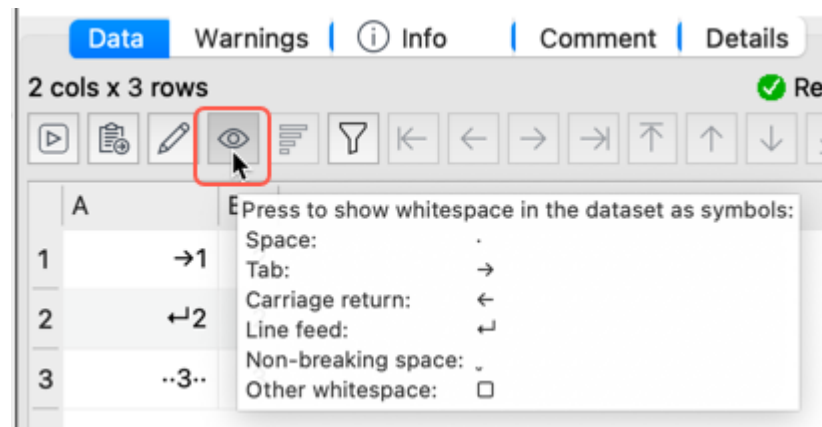 Data Warnings Info Comment Details
2 cols x 3 rows
A
Press to show whitespace in the dataset as symbols:
Space: ·
Tab: →
1 →1
Carriage return: ←
Line feed: ↵
2 ↵2
Non-breaking space: ˬ
3 ··3··
Other whitespace: ▢